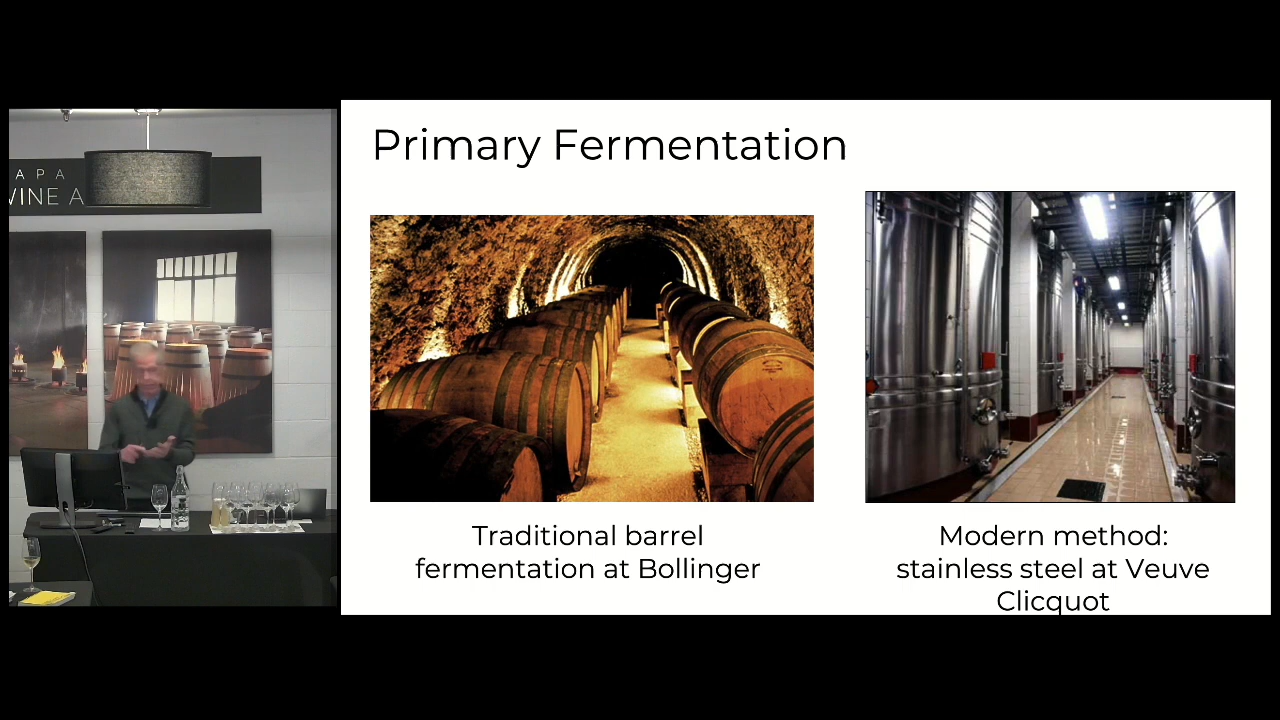 APA
WINE A
Primary Fermentation
Traditional barrel
fermentation at Bollinger
Modern method:
stainless steel at Veuve
Clicquot